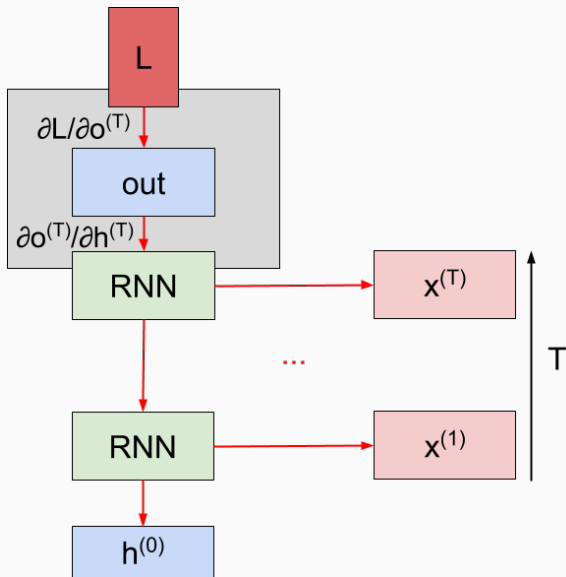 L
∂L/∂o⁽ᵀ⁾
out
∂o⁽ᵀ⁾/∂h⁽ᵀ⁾
RNN
x⁽ᵀ⁾
...
T
RNN
x⁽¹⁾
h⁽⁰⁾